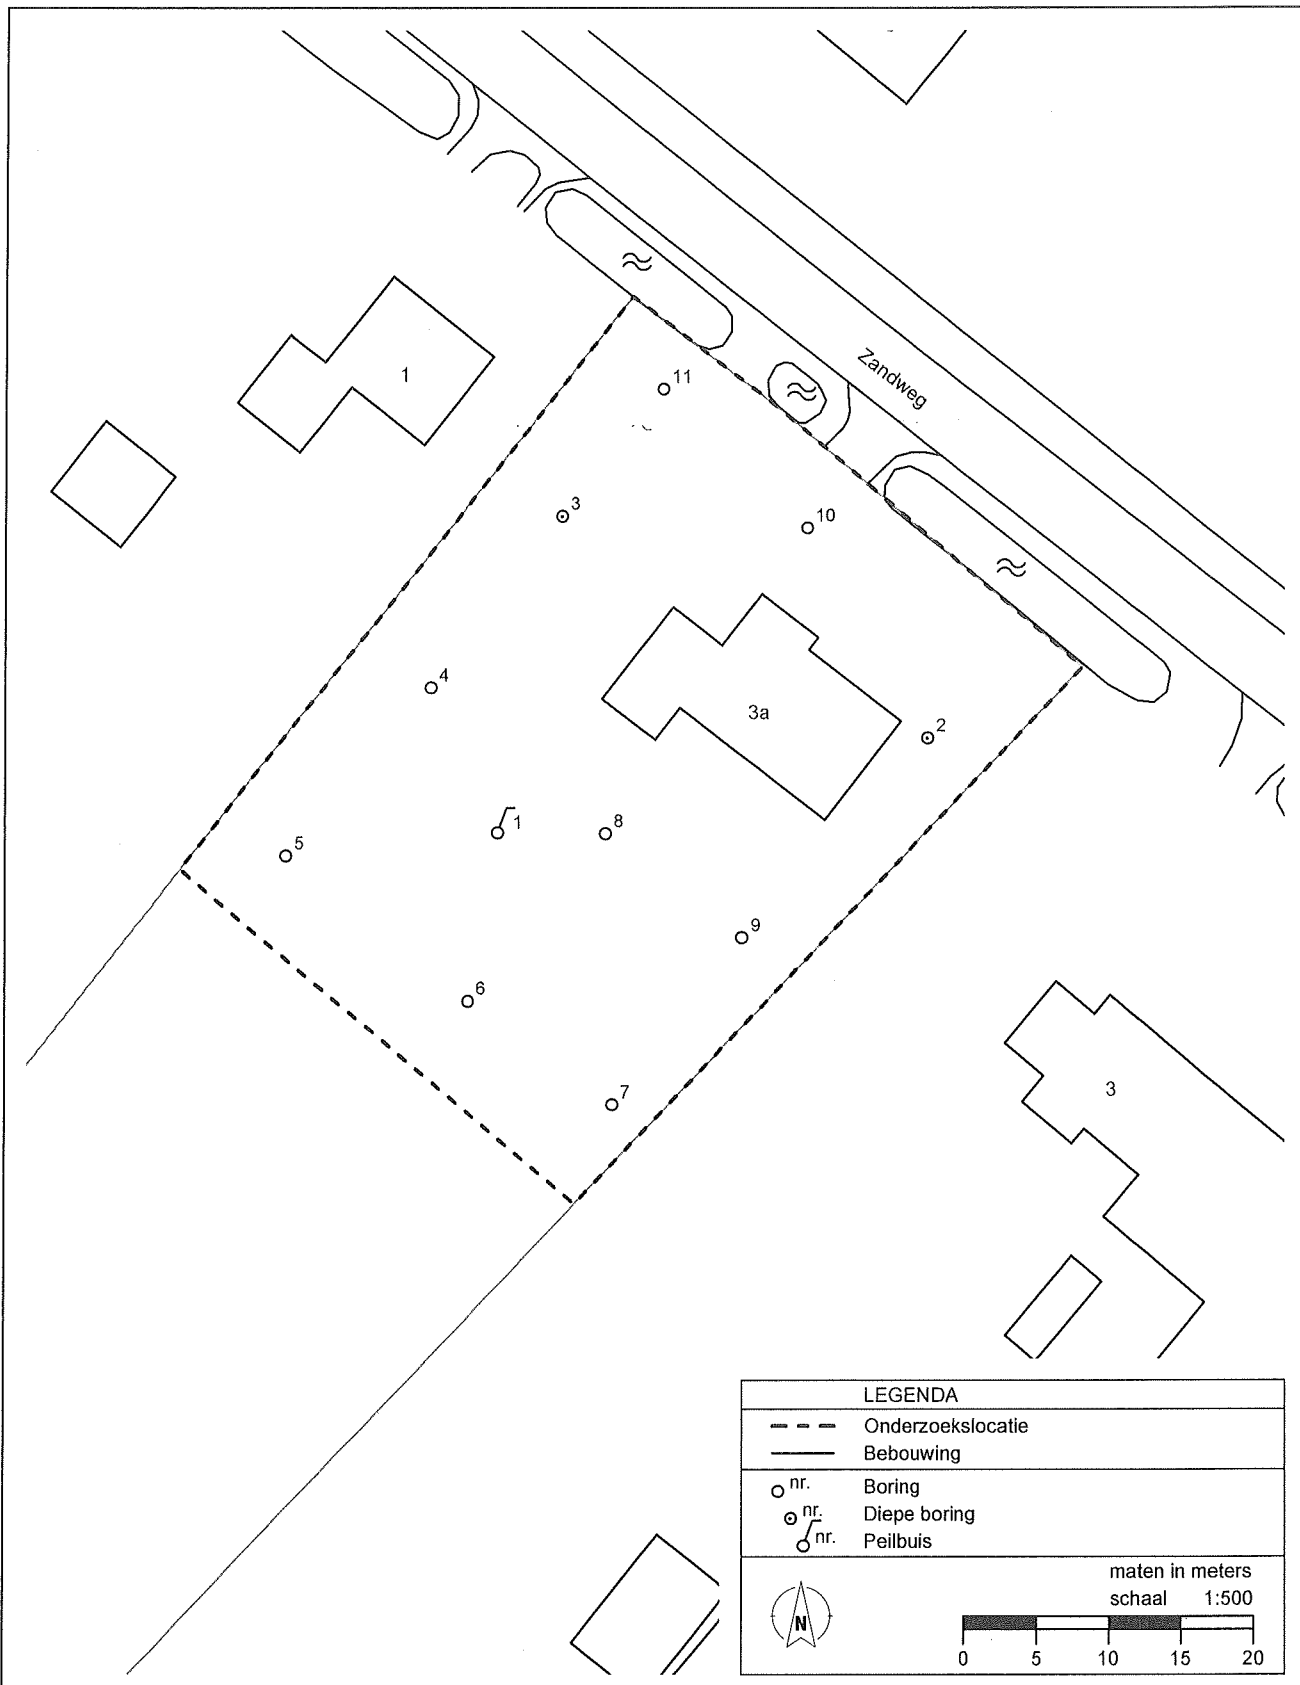 Zandweg
1
11
3
10
4
3a
2
1
8
5
9
6
7
3
LEGENDA
Onderzoekslocatie
Bebouwing
nr. Boring
nr. Diepe boring
nr. Peilbuis
maten in meters
schaal 1:500
N
0 5 10 15 20